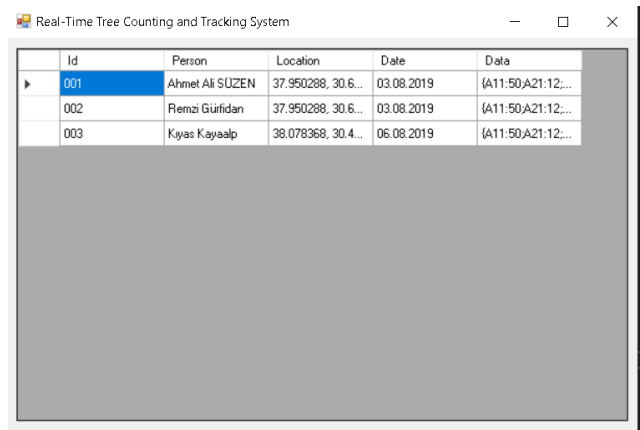 Real-Time Tree Counting and Tracking System
Id Person Location Date Data
001 Ahmet Ali SÜZEN 37.950288, 30.6... 03.08.2019 {A11:50;A21:12;...
002 Remzi Gürfidan 37.950288, 30.6... 03.08.2019 {A11:50;A21:12;...
003 Kıyas Kayaalp 38.078368, 30.4... 06.08.2019 {A11:50;A21:12;...